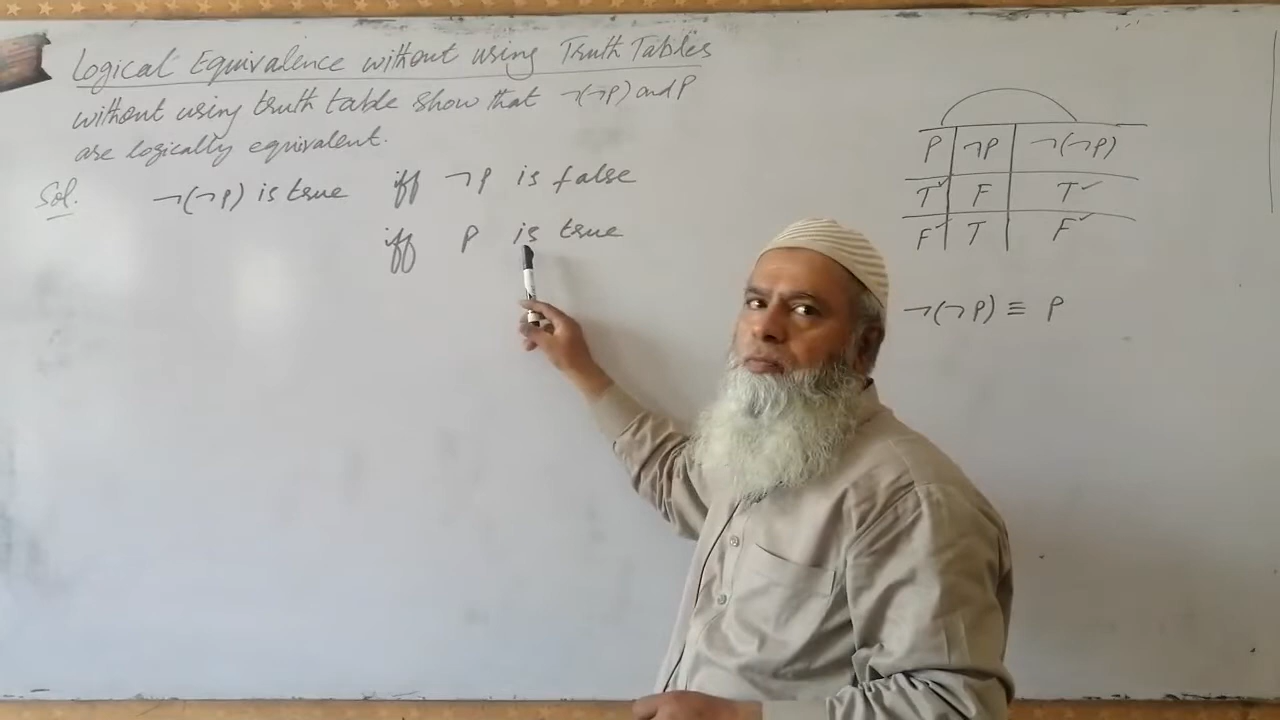 Logical Equivalence without using Truth Tables
without using truth table show that ¬(¬P) and P
are logically equivalent.
Sol. ¬(¬P) is true iff ¬P is false
iff P is true
P ¬P ¬(¬P)
T✓ F T✓
F✓ T F✓
¬(¬P) ≡ P